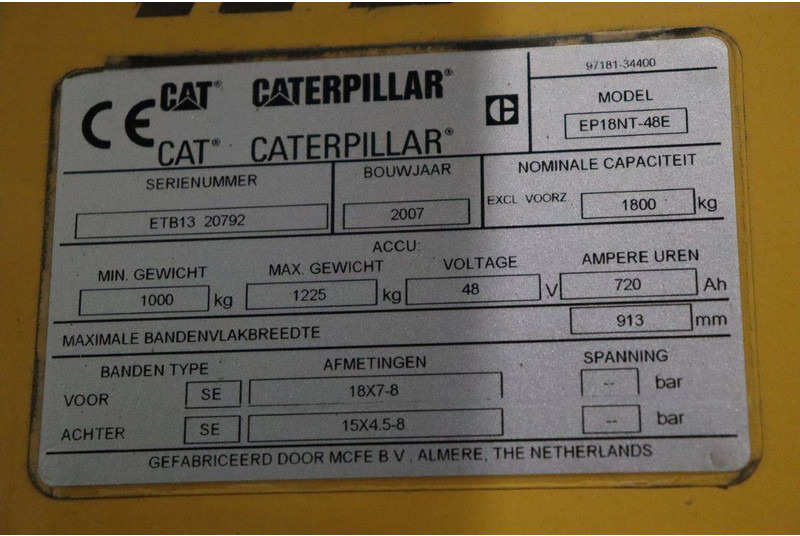 97181-34400
CE CAT® CATERPILLAR® C
CAT® CATERPILLAR®
MODEL
EP18NT-48E
SERIENUMMER BOUWJAAR NOMINALE CAPACITEIT
ETB13 20792 2007 EXCL VOORZ. 1800 kg
ACCU:
MIN. GEWICHT MAX. GEWICHT VOLTAGE AMPERE UREN
1000 kg 1225 kg 48 V 720 Ah
MAXIMALE BANDENVLAKBREEDTE 913 mm
BANDEN TYPE AFMETINGEN SPANNING
VOOR SE 18X7-8 -- bar
ACHTER SE 15X4.5-8 -- bar
GEFABRICEERD DOOR MCFE B V , ALMERE, THE NETHERLANDS